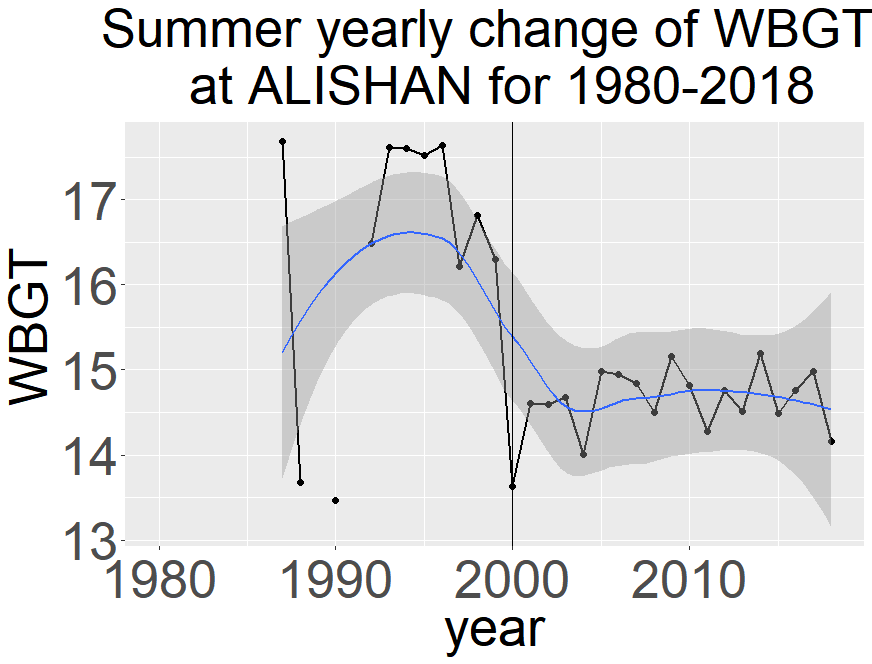 Summer yearly change of WBGT
at ALISHAN for 1980-2018
WBGT
17
16
15
14
13
1980 1990 2000 2010
year